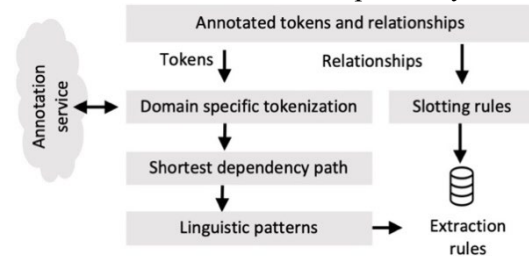 Annotated tokens and relationships
Tokens
Relationships
Annotation
service
Domain specific tokenization
Slotting rules
Shortest dependency path
Linguistic patterns
Extraction
rules